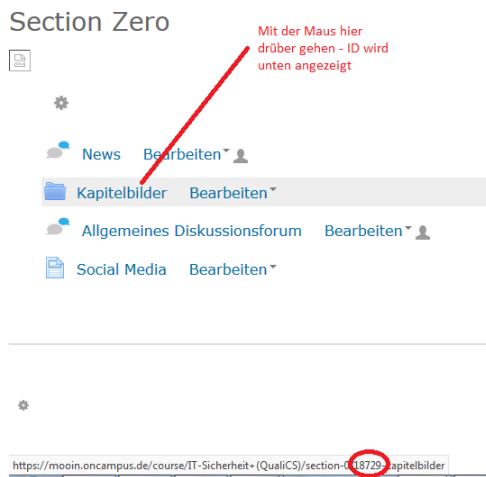 Section Zero
Mit der Maus hier
drüber gehen - ID wird
unten angezeigt
News Bearbeiten
Kapitelbilder Bearbeiten
Allgemeines Diskussionsforum Bearbeiten
Social Media Bearbeiten
https://mooin.oncampus.de/course/IT-Sicherheit+(QualiCS)/section-0/18729-kapitelbilder